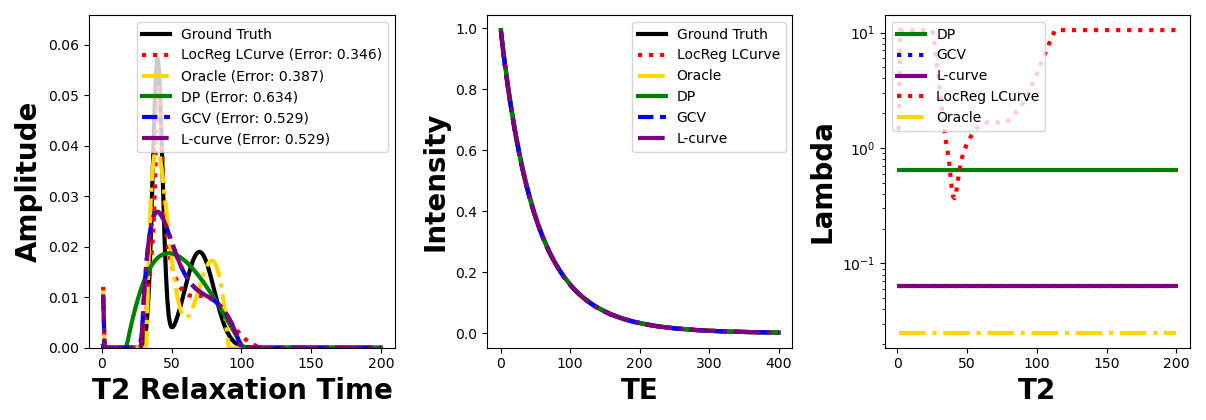 Amplitude
0.06
0.05
0.04
0.03
0.02
0.01
0.00
0
50
100
150
200
T2 Relaxation Time
Ground Truth
LocReg LCurve (Error: 0.346)
Oracle (Error: 0.387)
DP (Error: 0.634)
GCV (Error: 0.529)
L-curve (Error: 0.529)
Intensity
1.0
0.8
0.6
0.4
0.2
0.0
0
100
200
300
400
TE
Ground Truth
LocReg LCurve
Oracle
DP
GCV
L-curve
Lambda
10¹
10⁰
10⁻¹
0
50
100
150
200
T2
DP
GCV
L-curve
LocReg LCurve
Oracle